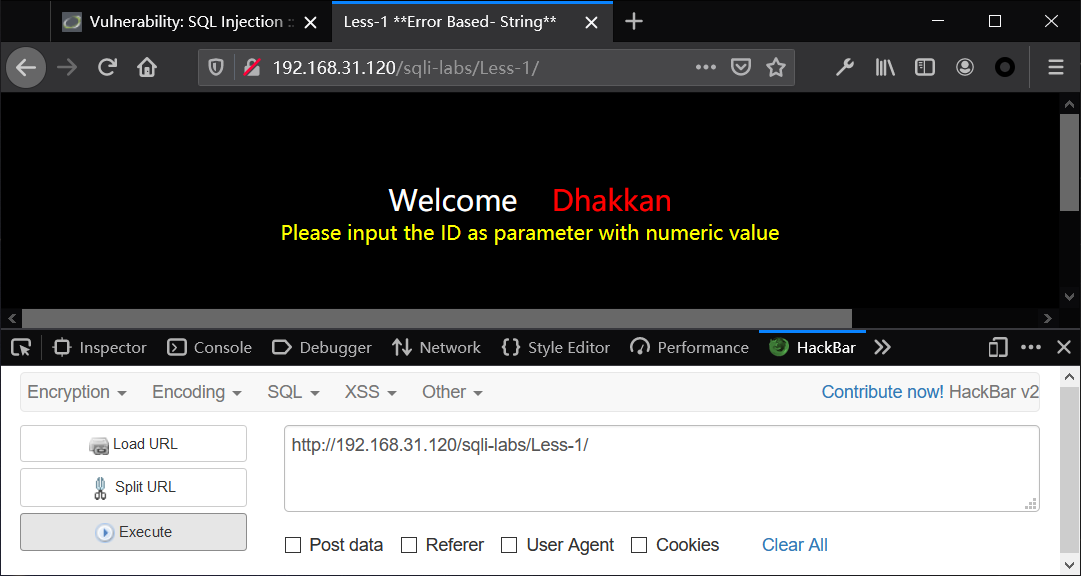 Vulnerability: SQL Injection :: Less-1 **Error Based- String**
192.168.31.120/sqli-labs/Less-1/
Welcome Dhakkan
Please input the ID as parameter with numeric value
Inspector Console Debugger Network Style Editor Performance HackBar
Encryption Encoding SQL XSS Other Contribute now! HackBar v2
Load URL http://192.168.31.120/sqli-labs/Less-1/
Split URL
Execute
Post data Referer User Agent Cookies Clear All